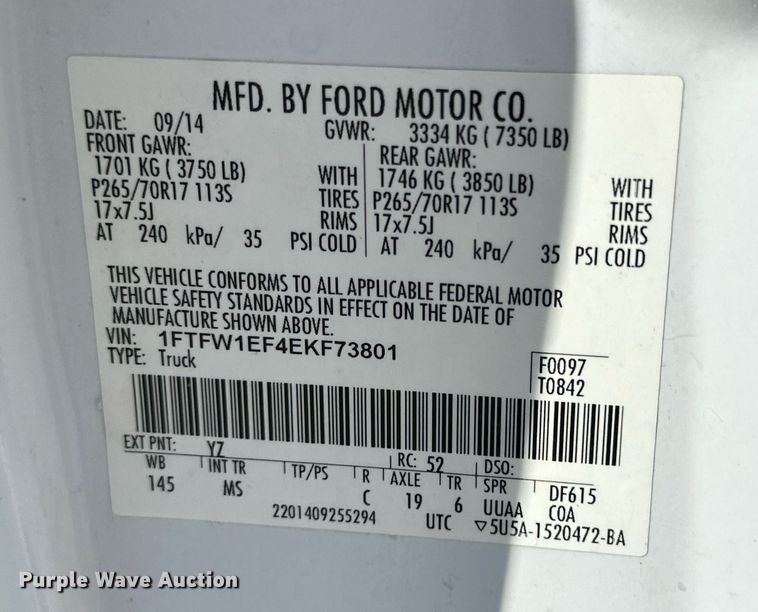 MFD. BY FORD MOTOR CO.
DATE: 09/14 GVWR: 3334 KG ( 7350 LB)
FRONT GAWR: REAR GAWR:
1701 KG ( 3750 LB) WITH 1746 KG ( 3850 LB) WITH
P265/70R17 113S TIRES P265/70R17 113S TIRES
17x7.5J RIMS 17x7.5J RIMS
AT 240 kPa/ 35 PSI COLD AT 240 kPa/ 35 PSI COLD
THIS VEHICLE CONFORMS TO ALL APPLICABLE FEDERAL MOTOR
VEHICLE SAFETY STANDARDS IN EFFECT ON THE DATE OF
MANUFACTURE SHOWN ABOVE.
VIN: 1FTFW1EF4EKF73801
TYPE: Truck
F0097
T0842
EXT PNT: YZ RC: 52 DSO:
WB INT TR TP/PS R AXLE TR SPR DF615
145 MS C 19 6 UUAA COA
2201409255294 UTC ▽5U5A-1520472-BA
Purple Wave Auction